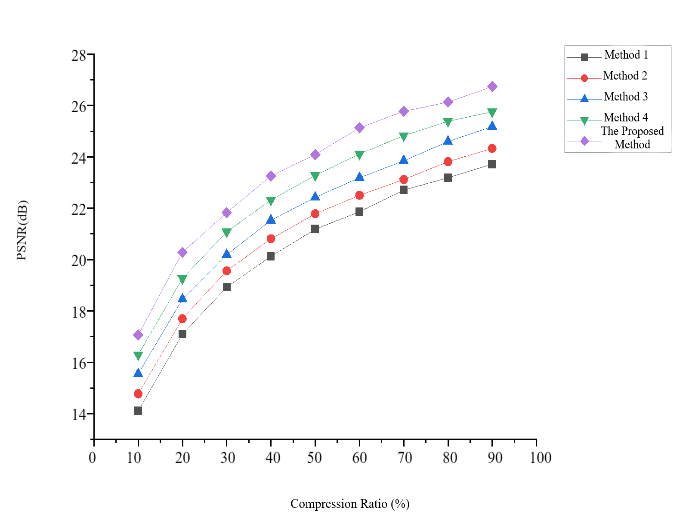 28
26
24
22
20
18
16
14
PSNR(dB)
0 10 20 30 40 50 60 70 80 90 100
Compression Ratio (%)
Method 1
Method 2
Method 3
Method 4
The Proposed
Method